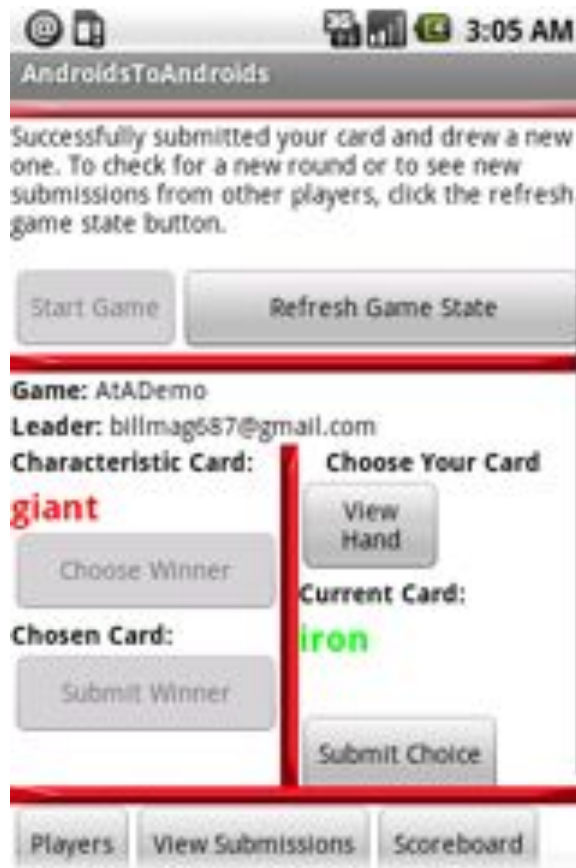 3G
3:05 AM
AndroidsToAndroids
Successfully submitted your card and drew a new
one. To check for a new round or to see new
submissions from other players, click the refresh
game state button.
Start Game
Refresh Game State
Game: AtADemo
Leader: billmag687@gmail.com
Characteristic Card:
giant
Choose Winner
Chosen Card:
Submit Winner
Choose Your Card
View
Hand
Current Card:
iron
Submit Choice
Players
View Submissions
Scoreboard